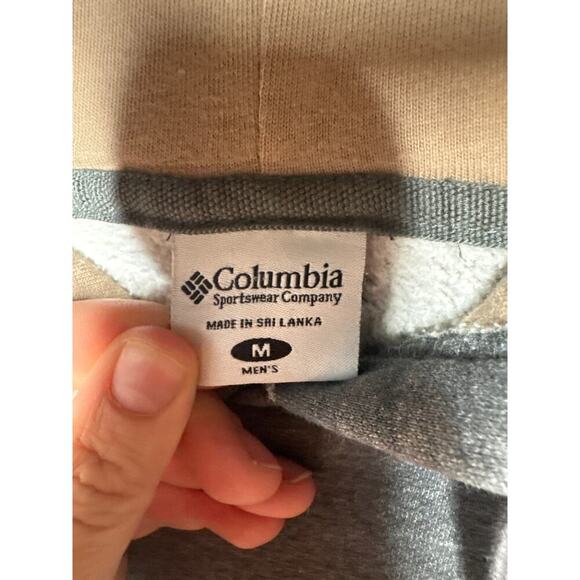 Columbia
Sportswear Company
MADE IN SRI LANKA
M
MEN'S